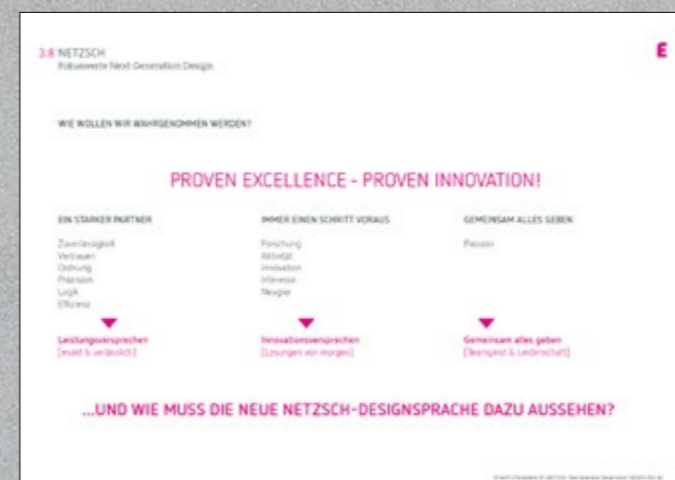 3:8 NETZSCH
Fokuswerte Next Generation Design
E
WIE WOLLEN WIR WAHRGENOMMEN WERDEN?
PROVEN EXCELLENCE - PROVEN INNOVATION!
EIN STARKER PARTNER
Zuverlässigkeit
Vertrauen
Ordnung
Präzision
Logik
Effizienz
Leistungsversprechen
[exakt & verlässlich]
IMMER EINEN SCHRITT VORAUS
Forschung
Aktivität
Innovation
Interesse
Neugier
Innovationsversprechen
[Lösungen von morgen]
GEMEINSAM ALLES GEBEN
Passion
Gemeinsam alles geben
[Teamgeist & Leidenschaft]
...UND WIE MUSS DIE NEUE NETZSCH-DESIGNSPRACHE DAZU AUSSEHEN?